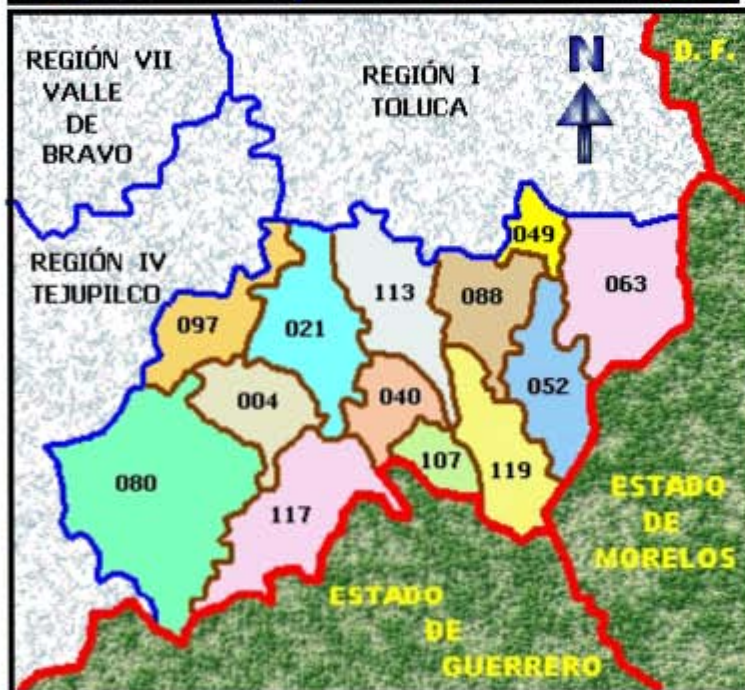 REGIÓN VII
VALLE
DE
BRAVO
REGIÓN I
TOLUCA
N
D. F.
REGIÓN IV
TEJUPILCO
049
063
097
021
113
088
052
004
040
080
107
119
117
ESTADO
DE
MORELOS
ESTADO
DE
GUERRERO